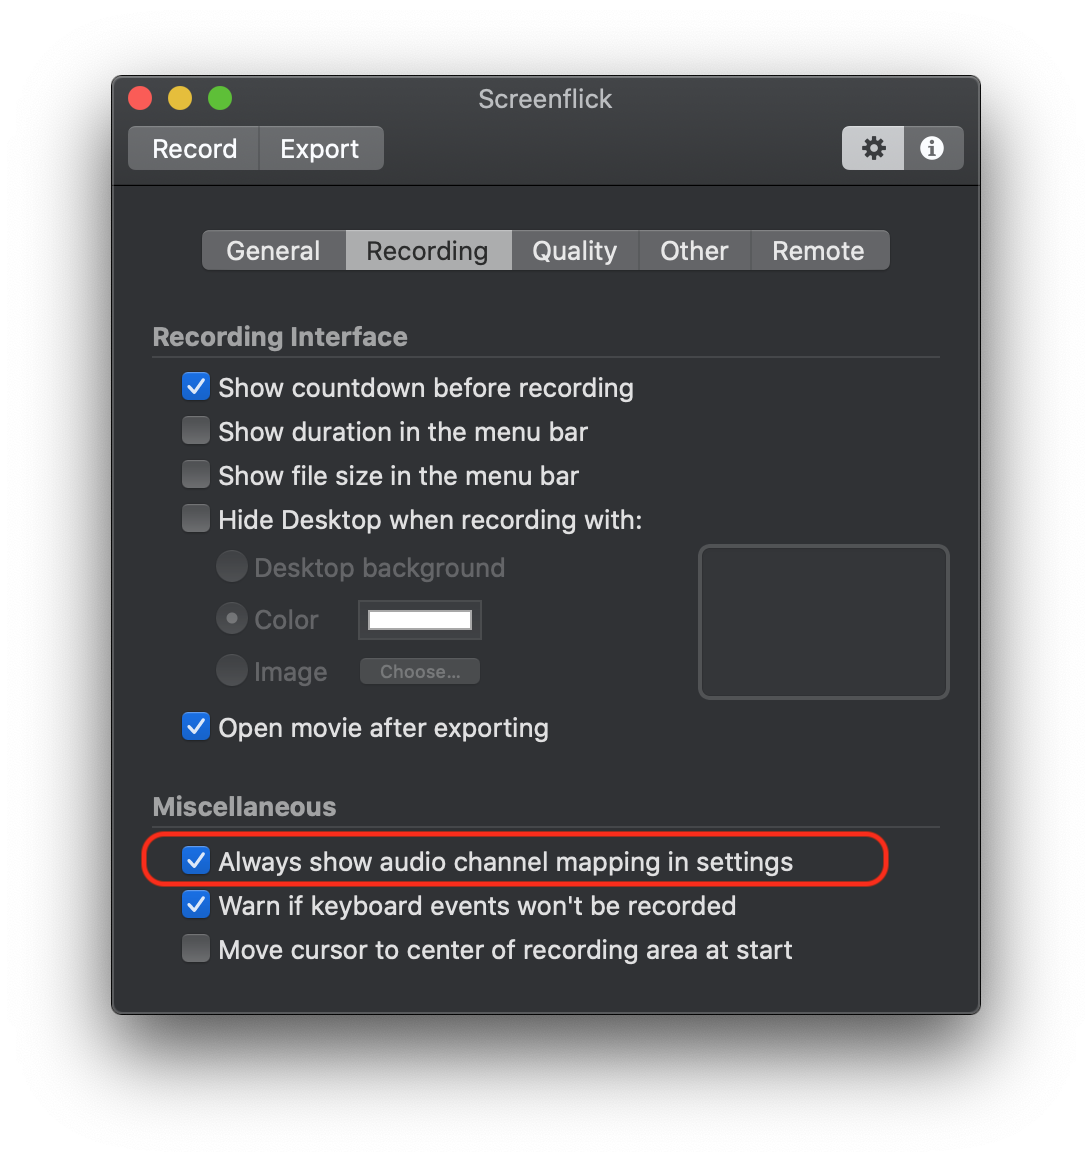 Screenflick
Record Export
General Recording Quality Other Remote
Recording Interface
Show countdown before recording
Show duration in the menu bar
Show file size in the menu bar
Hide Desktop when recording with:
Desktop background
Color
Image Choose...
Open movie after exporting
Miscellaneous
Always show audio channel mapping in settings
Warn if keyboard events won't be recorded
Move cursor to center of recording area at start